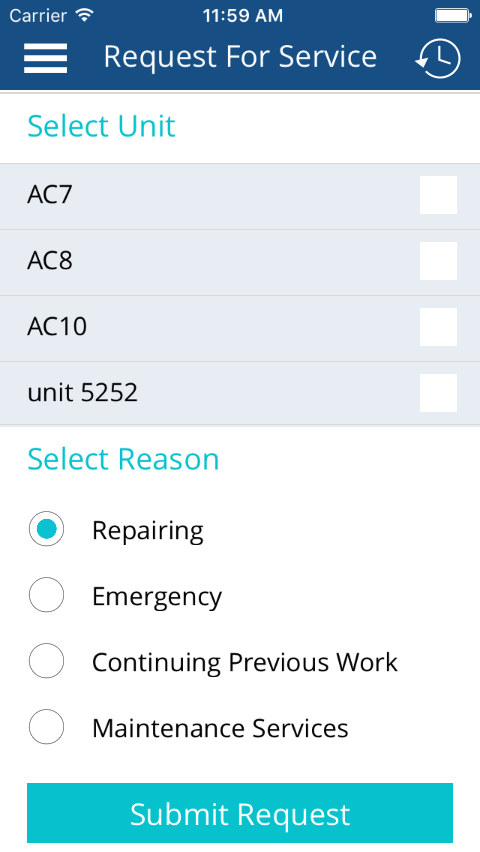 Carrier 11:59 AM
Request For Service
Select Unit
AC7
AC8
AC10
unit 5252
Select Reason
Repairing
Emergency
Continuing Previous Work
Maintenance Services
Submit Request